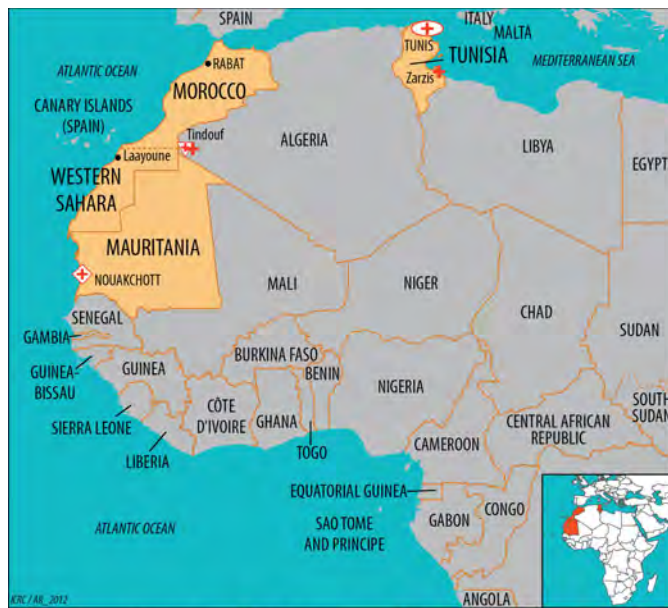 SPAIN
ITALY
MALTA
TUNIS
TUNISIA
ATLANTIC OCEAN
RABAT
MEDITERRANEAN SEA
Zarzis
MOROCCO
CANARY ISLANDS
(SPAIN)
Tindouf
ALGERIA
LIBYA
Laayoune
EGYPT
WESTERN
SAHARA
MAURITANIA
NOUAKCHOTT
MALI
NIGER
CHAD
SUDAN
SENEGAL
GAMBIA
GUINEA-
BISSAU
GUINEA
BURKINA FASO
BENIN
NIGERIA
SIERRA LEONE
CÔTE
D'IVOIRE
GHANA
SOUTH
SUDAN
CENTRAL AFRICAN
REPUBLIC
LIBERIA
TOGO
CAMEROON
EQUATORIAL GUINEA
ATLANTIC OCEAN
SAO TOME
AND PRINCIPE
GABON
CONGO
ANGOLA
ICRC / AR_2012